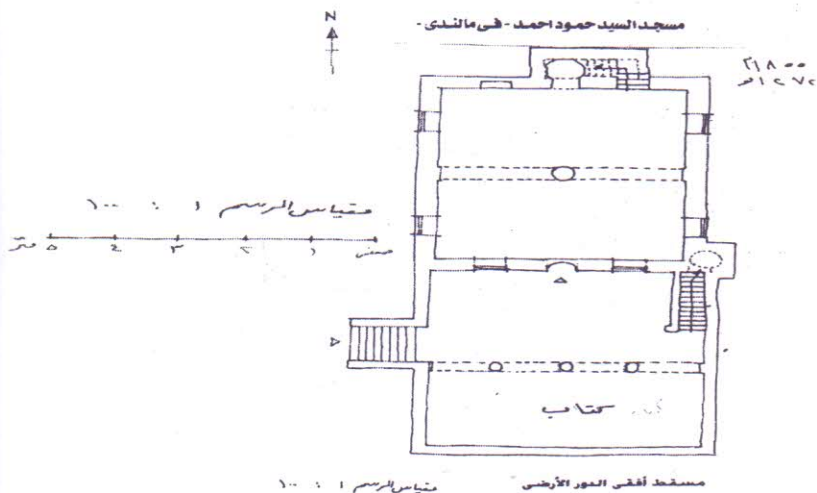 N
مسجد السيد حمود احمد - فى مالندى -
مقياس الرسم ١ : ١٠٠
متر ٥ ٤ ٣ ٢ ١ صفر
كتاب
مسقط أفقى الدور الأرضى
مقياس الرسم ١ : ١٠٠